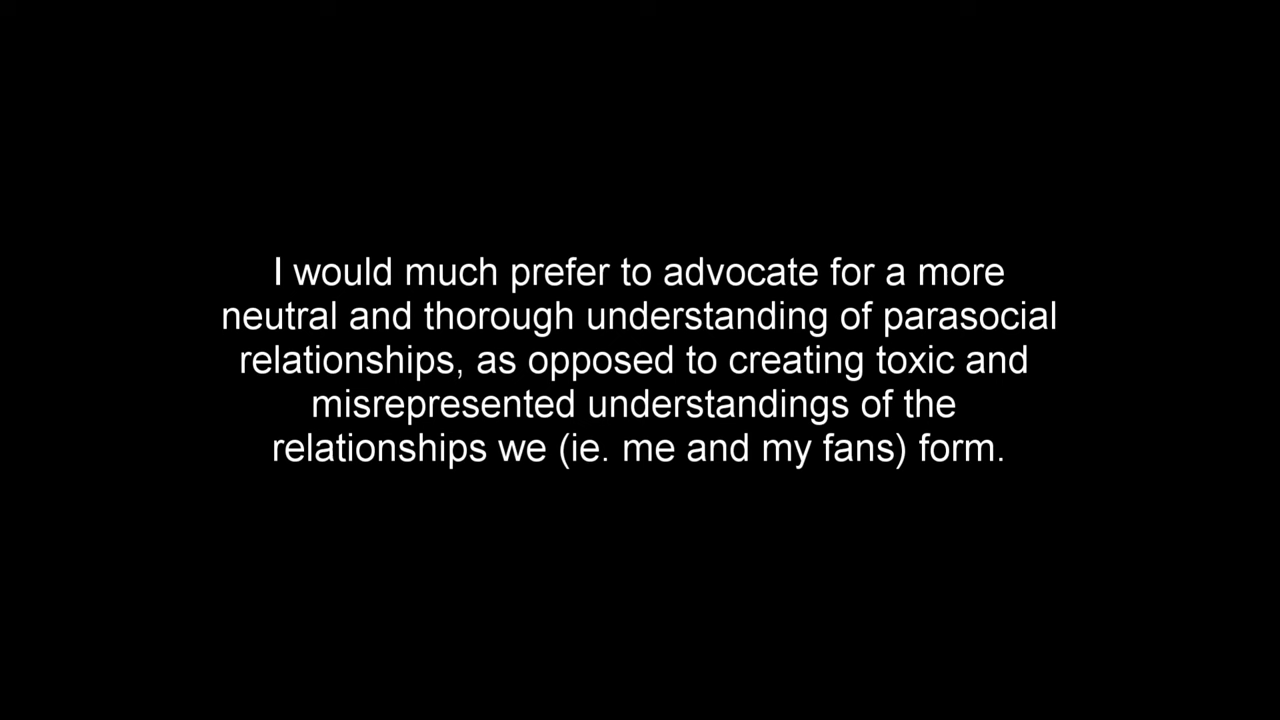 I would much prefer to advocate for a more
neutral and thorough understanding of parasocial
relationships, as opposed to creating toxic and
misrepresented understandings of the
relationships we (ie. me and my fans) form.